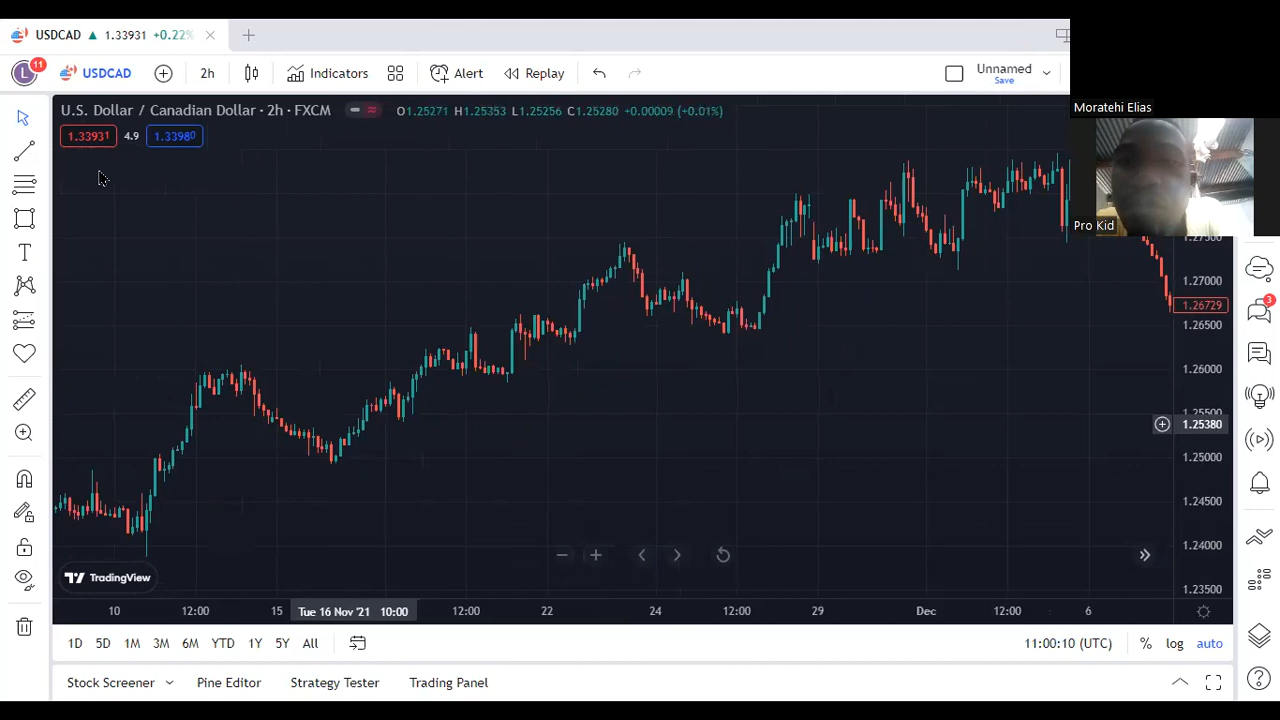 USDCAD ▲ 1.33931 +0.22%
L 11 USDCAD 2h Indicators Alert Replay Unnamed
Save
Moratehi Elias
U.S. Dollar / Canadian Dollar · 2h · FXCM O1.25271 H1.25353 L1.25256 C1.25280 +0.00009 (+0.01%)
1.33931 4.9 1.33980
Pro Kid
1.27000
1.26729
3
1.26500
1.26000
1.25380
1.25000
1.24500
1.24000
TradingView
1.23500
10 12:00 15 Tue 16 Nov '21 10:00 12:00 22 24 12:00 29 Dec 12:00 6
1D 5D 1M 3M 6M YTD 1Y 5Y All 11:00:10 (UTC) % log auto
Stock Screener Pine Editor Strategy Tester Trading Panel